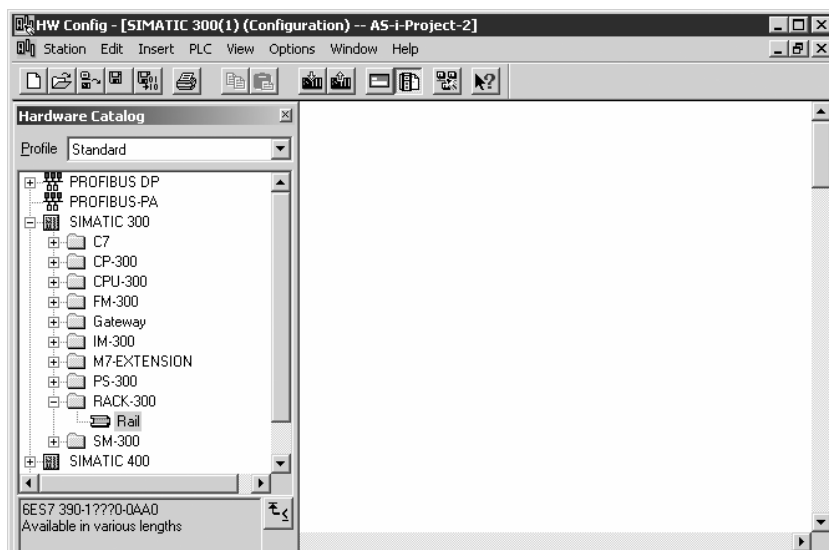 HW Config - [SIMATIC 300(1) (Configuration) -- AS-i-Project-2]
Station Edit Insert PLC View Options Window Help
Hardware Catalog
Profile Standard
PROFIBUS DP
PROFIBUS-PA
SIMATIC 300
C7
CP-300
CPU-300
FM-300
Gateway
IM-300
M7-EXTENSION
PS-300
RACK-300
Rail
SM-300
SIMATIC 400
6ES7 390-1???0-0AA0
Available in various lengths